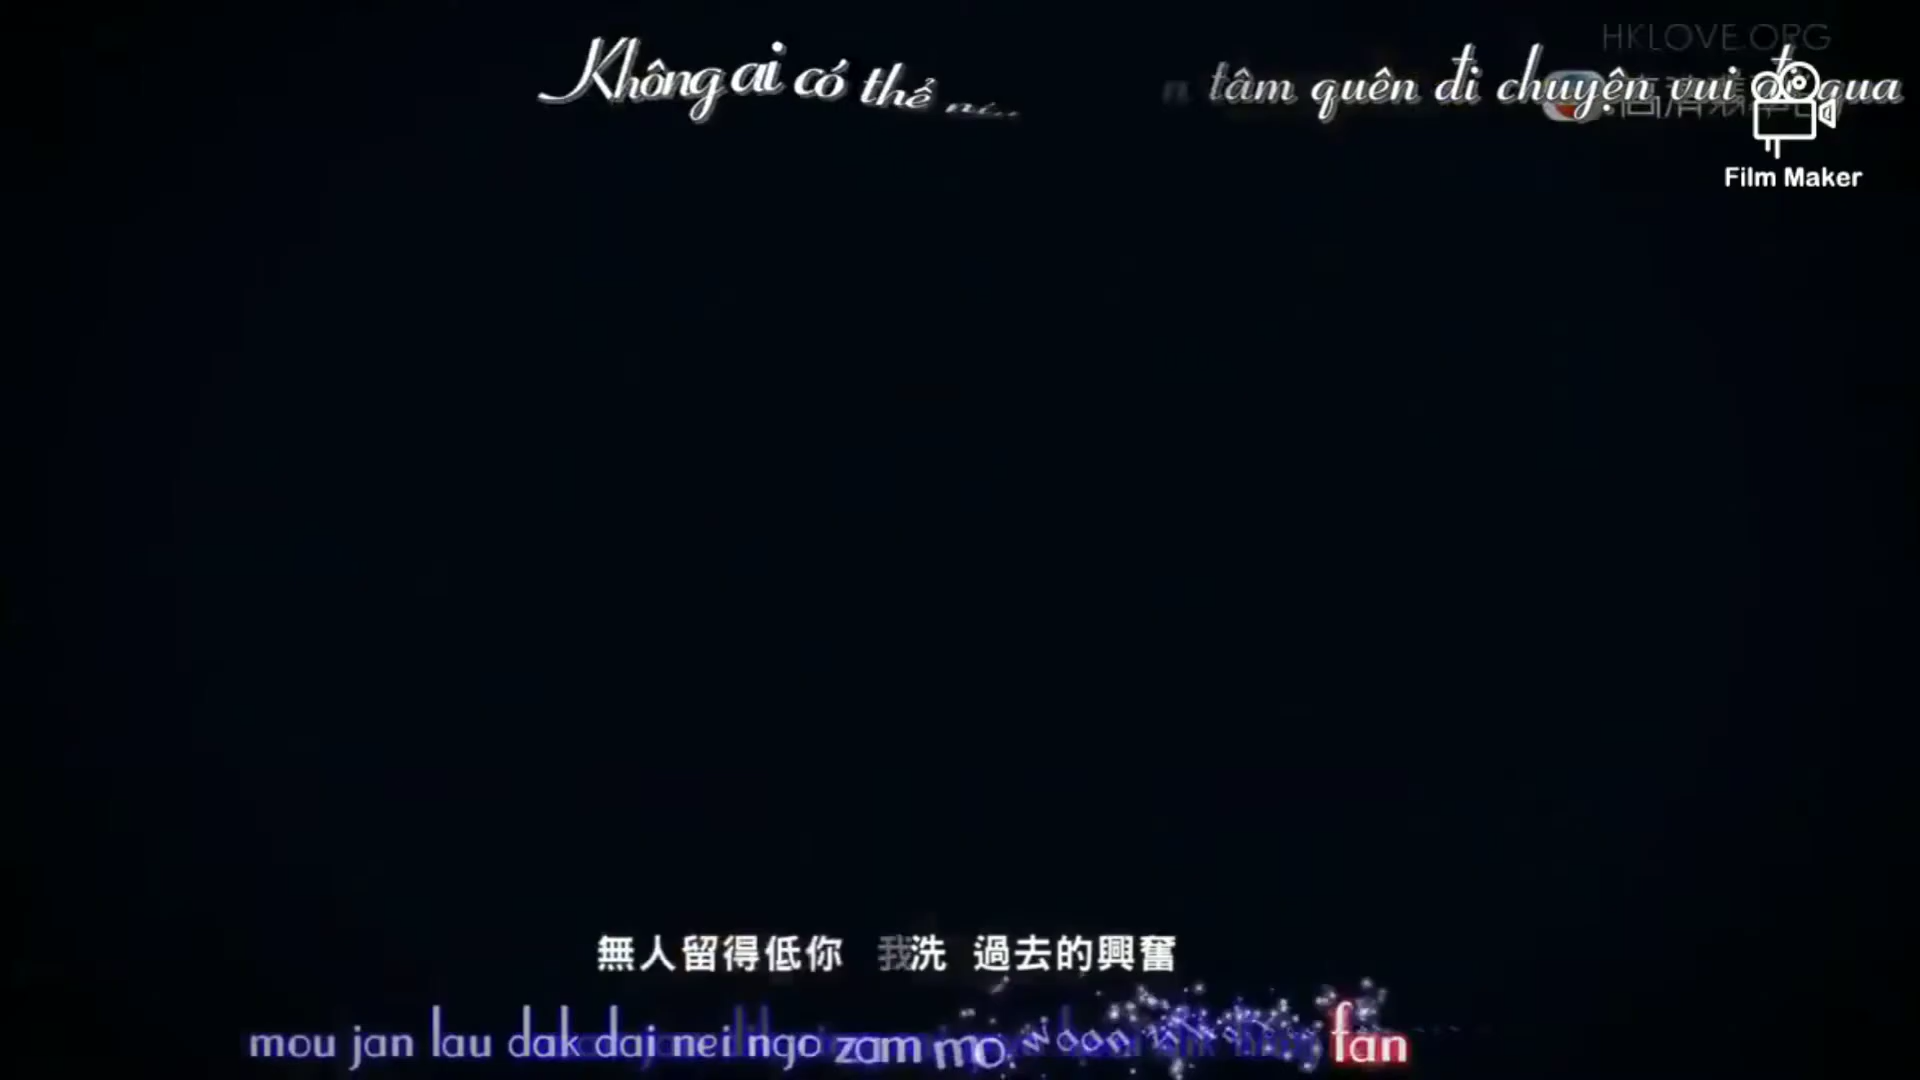 HKLOVE.ORG
Không ai có thể tâm quên đi chuyện vui đi qua
Film Maker
無人留得低你 我洗 過去的興奮
mou jan lau dak dai nei ngo zam mo fan